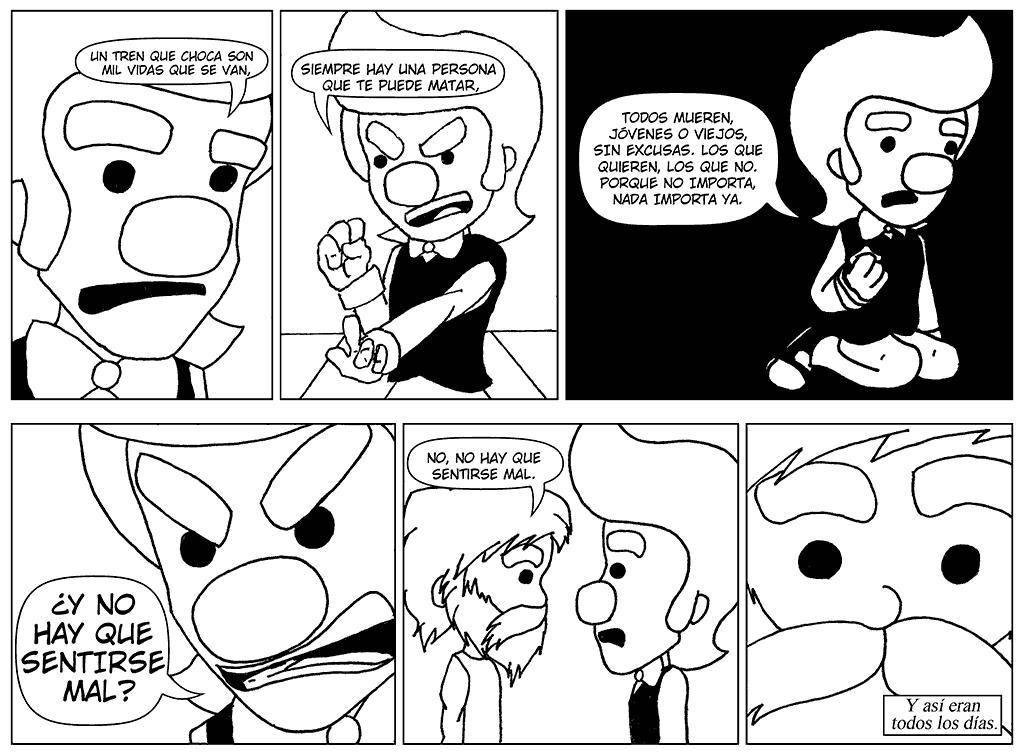 UN TREN QUE CHOCA SON
MIL VIDAS QUE SE VAN,
SIEMPRE HAY UNA PERSONA
QUE TE PUEDE MATAR,
TODOS MUEREN,
JÓVENES O VIEJOS,
SIN EXCUSAS. LOS QUE
QUIEREN, LOS QUE NO.
PORQUE NO IMPORTA,
NADA IMPORTA YA.
¿Y NO
HAY QUE
SENTIRSE
MAL?
NO, NO HAY QUE
SENTIRSE MAL.
Y así eran
todos los días.